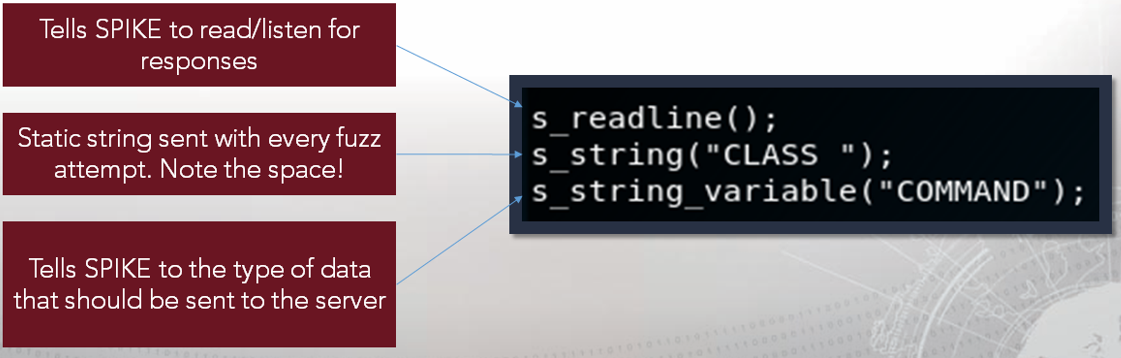 Tells SPIKE to read/listen for
responses
Static string sent with every fuzz
attempt. Note the space!
Tells SPIKE to the type of data
that should be sent to the server
s_readline();
s_string("CLASS ");
s_string_variable("COMMAND");